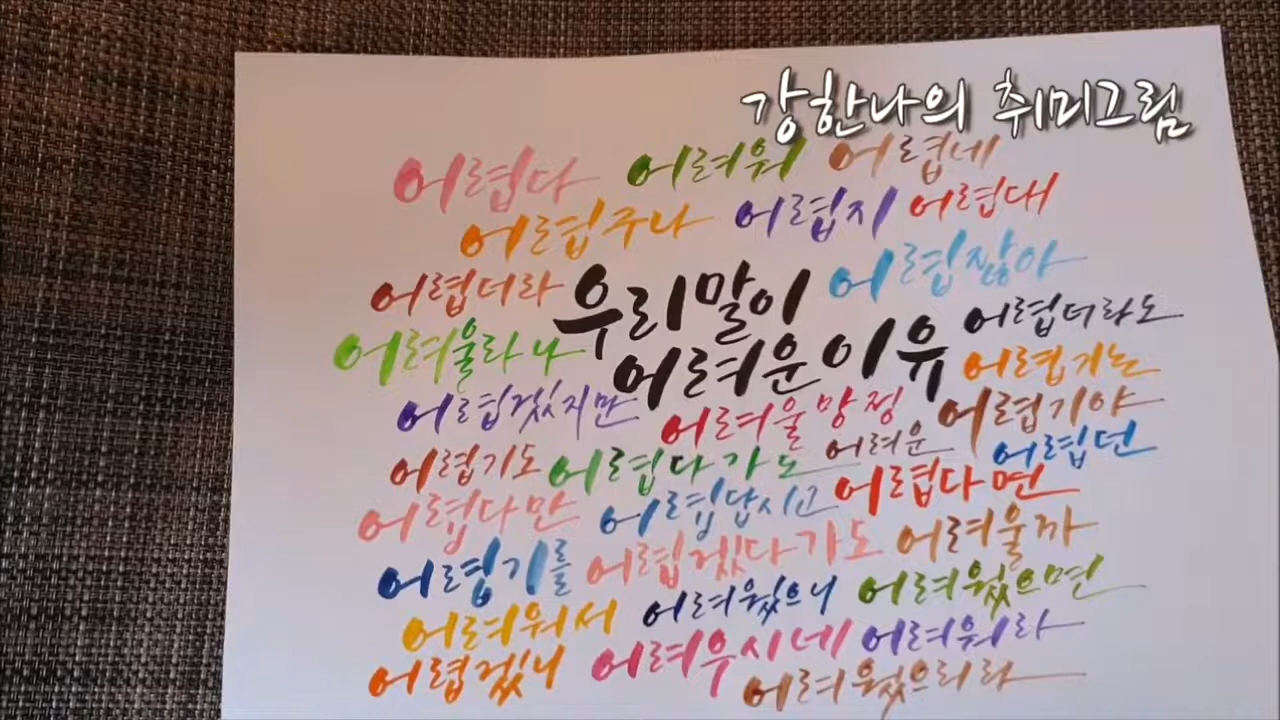 강한나의 취미그림
어렵다 어려워 어렵네
어렵구나 어렵지 어렵대
어렵더라 우리말이 어렵잖아
어려울라나 어려운 이유 어렵더라도
어렵겠지만 어려울망정 어렵기는
어렵기도 어렵다가도 어려운 어렵기야
어렵다만 어렵답시고 어렵다면 어렵던
어렵기를 어렵겠다가도 어려울까
어려워서 어려웠으니 어려웠으면
어렵겠니 어려우시네 어려워라
어려웠으리라